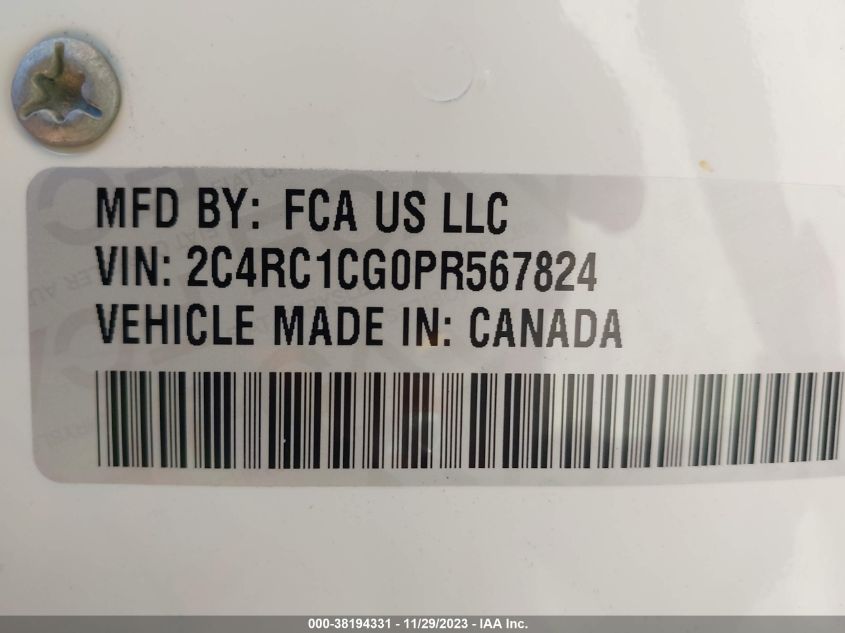 MFD BY: FCA US LLC
VIN: 2C4RC1CG0PR567824
VEHICLE MADE IN: CANADA
000-38194331 - 11/29/2023 - IAA Inc.